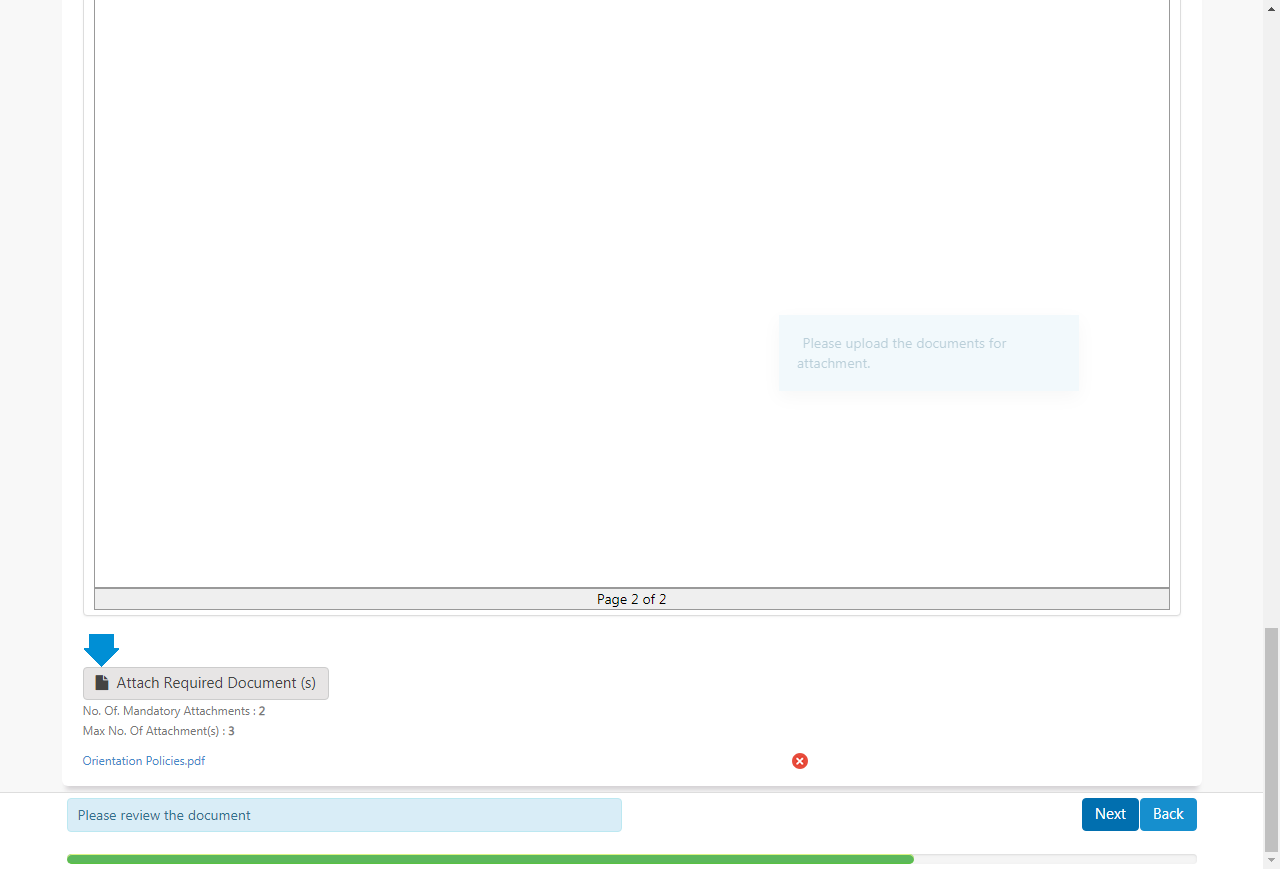 Please upload the documents for
attachment.
Page 2 of 2
Attach Required Document (s)
No. Of. Mandatory Attachments : 2
Max No. Of Attachment(s) : 3
Orientation Policies.pdf
Please review the document
Next
Back